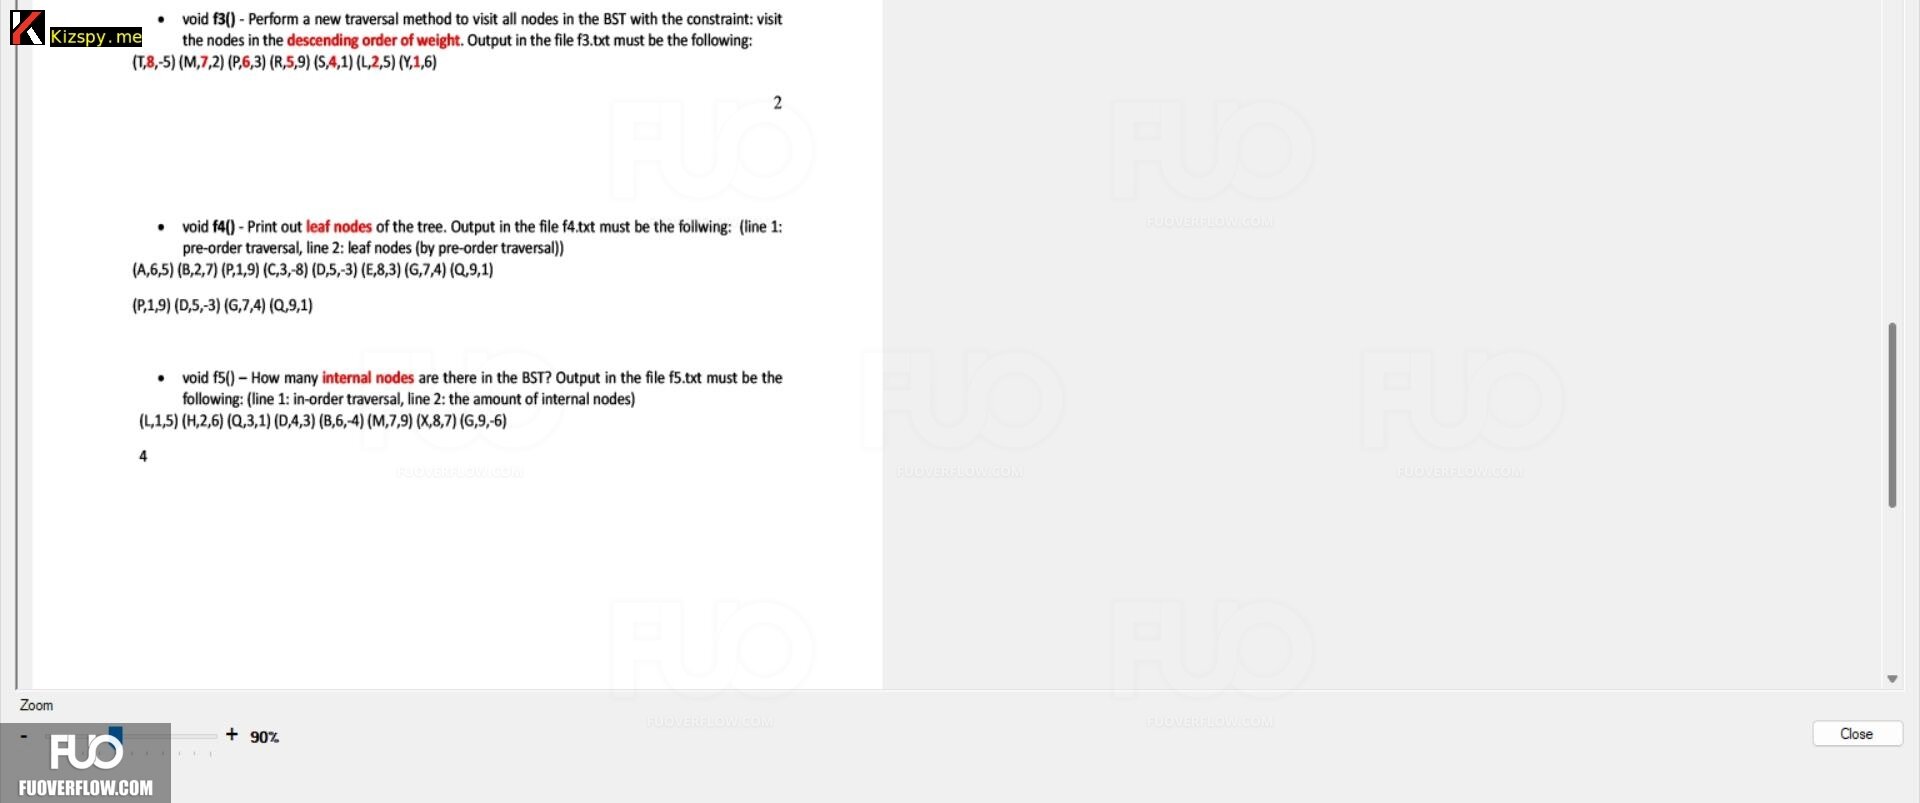 Kizspy.me
• void f3() - Perform a new traversal method to visit all nodes in the BST with the constraint: visit
the nodes in the descending order of weight. Output in the file f3.txt must be the following:
(T,8,-5) (M,7,2) (P,6,3) (R,5,9) (S,4,1) (L,2,5) (Y,1,6)
2
• void f4() - Print out leaf nodes of the tree. Output in the file f4.txt must be the follwing: (line 1:
pre-order traversal, line 2: leaf nodes (by pre-order traversal))
(A,6,5) (B,2,7) (P,1,9) (C,3,-8) (D,5,-3) (E,8,3) (G,7,4) (Q,9,1)
(P,1,9) (D,5,-3) (G,7,4) (Q,9,1)
• void f5() – How many internal nodes are there in the BST? Output in the file f5.txt must be the
following: (line 1: in-order traversal, line 2: the amount of internal nodes)
(L,1,5) (H,2,6) (Q,3,1) (D,4,3) (B,6,-4) (M,7,9) (X,8,7) (G,9,-6)
4
FUO
FUOVERFLOW.COM
FUO
FUOVERFLOW.COM
FUO
FUOVERFLOW.COM
FUO
FUOVERFLOW.COM
FUO
FUO
FUOVERFLOW.COM
FUO
FUOVERFLOW.COM
Zoom
- + 90%
Close
FUO
FUOVERFLOW.COM